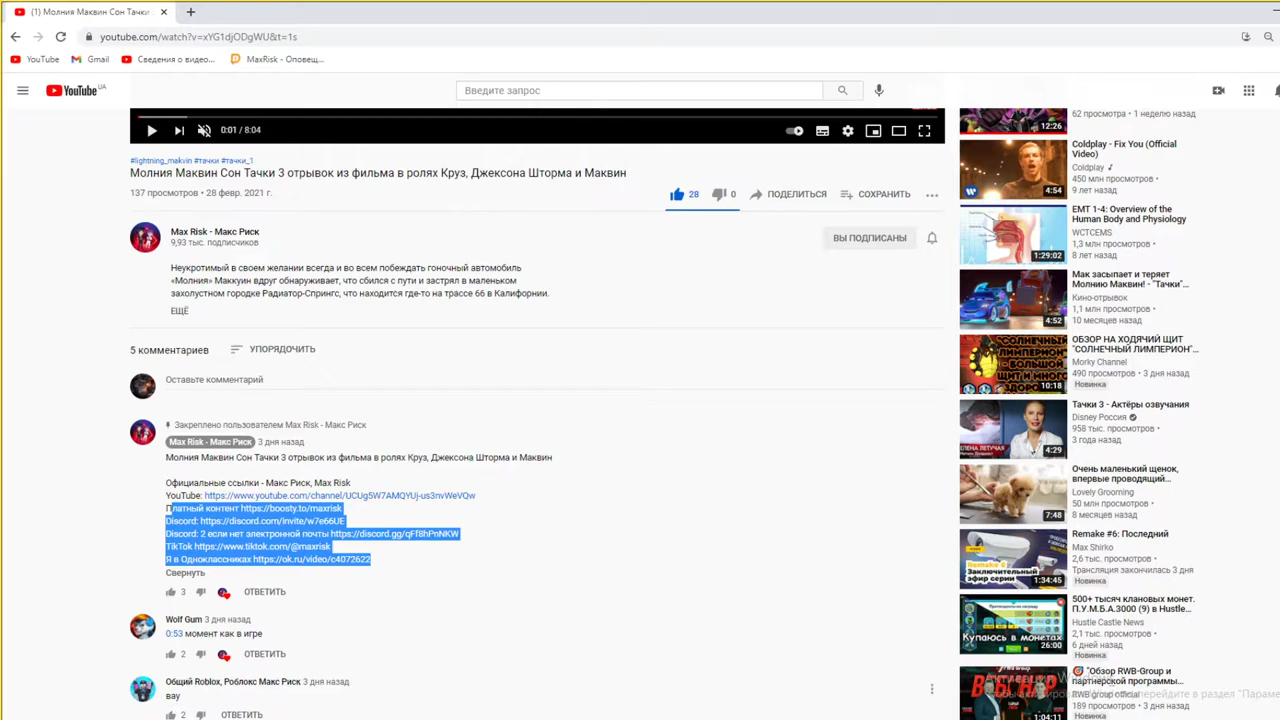 (1) Молния Маквин Сон Тачки
youtube.com/watch?v=xYG1djODgWU&t=1s
YouTube
Gmail
Сведения о видео...
MaxRisk - Оповещ...
YouTube UA
Введите запрос
0:01 / 8:04
#lightning_makvin #тачки #тачки_1
Молния Маквин Сон Тачки 3 отрывок из фильма в ролях Круз, Джексона Шторма и Маквин
137 просмотров • 28 февр. 2021 г.
28
0
ПОДЕЛИТЬСЯ
СОХРАНИТЬ
Max Risk - Макс Риск
9,93 тыс. подписчиков
ВЫ ПОДПИСАНЫ
Неукротимый в своем желании всегда и во всем побеждать гоночный автомобиль
«Молния» Маккуин вдруг обнаруживает, что сбился с пути и застрял в маленьком
захолустном городке Радиатор-Спрингс, что находится где-то на трассе 66 в Калифорнии.
ЕЩЁ
5 комментариев
УПОРЯДОЧИТЬ
Оставьте комментарий
Закреплено пользователем Max Risk - Макс Риск
Max Risk - Макс Риск 3 дня назад
Молния Маквин Сон Тачки 3 отрывок из фильма в ролях Круз, Джексона Шторма и Маквин
Официальные ссылки - Макс Риск, Max Risk
YouTube: https://www.youtube.com/channel/UCUg5W7AMQYUj-us3nvWeVQw
Платный контент https://boosty.to/maxrisk
Discord: https://discord.com/invite/w7e66UE
Discord: 2 если нет электронной почты https://discord.gg/qFf8hPnNKW
TikTok https://www.tiktok.com/@maxrisk
Я в Одноклассниках https://ok.ru/video/c4072622
Свернуть
3
ОТВЕТИТЬ
Wolf Gum 3 дня назад
0:53 момент как в игре
2
ОТВЕТИТЬ
Общий Roblox, Роблокс Макс Риск 3 дня назад
вау
2
ОТВЕТИТЬ
12:26
62 просмотра • 1 неделю назад
4:54
Coldplay - Fix You (Official
Video)
Coldplay
450 млн просмотров •
9 лет назад
1:29:02
EMT 1-4: Overview of the
Human Body and Physiology
WCTCEMS
1,3 млн просмотров •
8 лет назад
4:52
Мак засыпает и теряет
Молнию Маквин! - "Тачки"...
Кино-отрывок
1,1 млн просмотров •
10 месяцев назад
"СОЛНЕЧНЫЙ
ЛИМПЕРИОН"
- БОЛЬШОЙ
ЩИТ И МНОГО
10:18
ОБЗОР НА ХОДЯЧИЙ ЩИТ
"СОЛНЕЧНЫЙ ЛИМПЕРИОН"...
Morky Channel
490 просмотров • 3 дня назад
Новинка
ЕЛЕНА ЛЕТУЧАЯ
4:29
Тачки 3 - Актёры озвучания
Disney Россия
958 тыс. просмотров •
3 года назад
7:48
Очень маленький щенок,
впервые проводящий...
Lovely Grooming
50 млн просмотров •
8 месяцев назад
Remake 6: Последний
Заключительный
эфир серии
1:34:45
Remake #6: Последний
Max Shirko
2,6 тыс. просмотров •
Трансляция закончилась 3 дней
Новинка
Купаюсь в монетах
26:00
500+ тысяч клановых монет.
П.У.М.Б.А.3000 (9) в Hustle...
Hustle Castle News
2,1 тыс. просмотров •
6 дней назад
Новинка
1:04:11
"Обзор RWB-Group и
партнерской программы...
RWB group official
189 просмотров • 3 дня назад